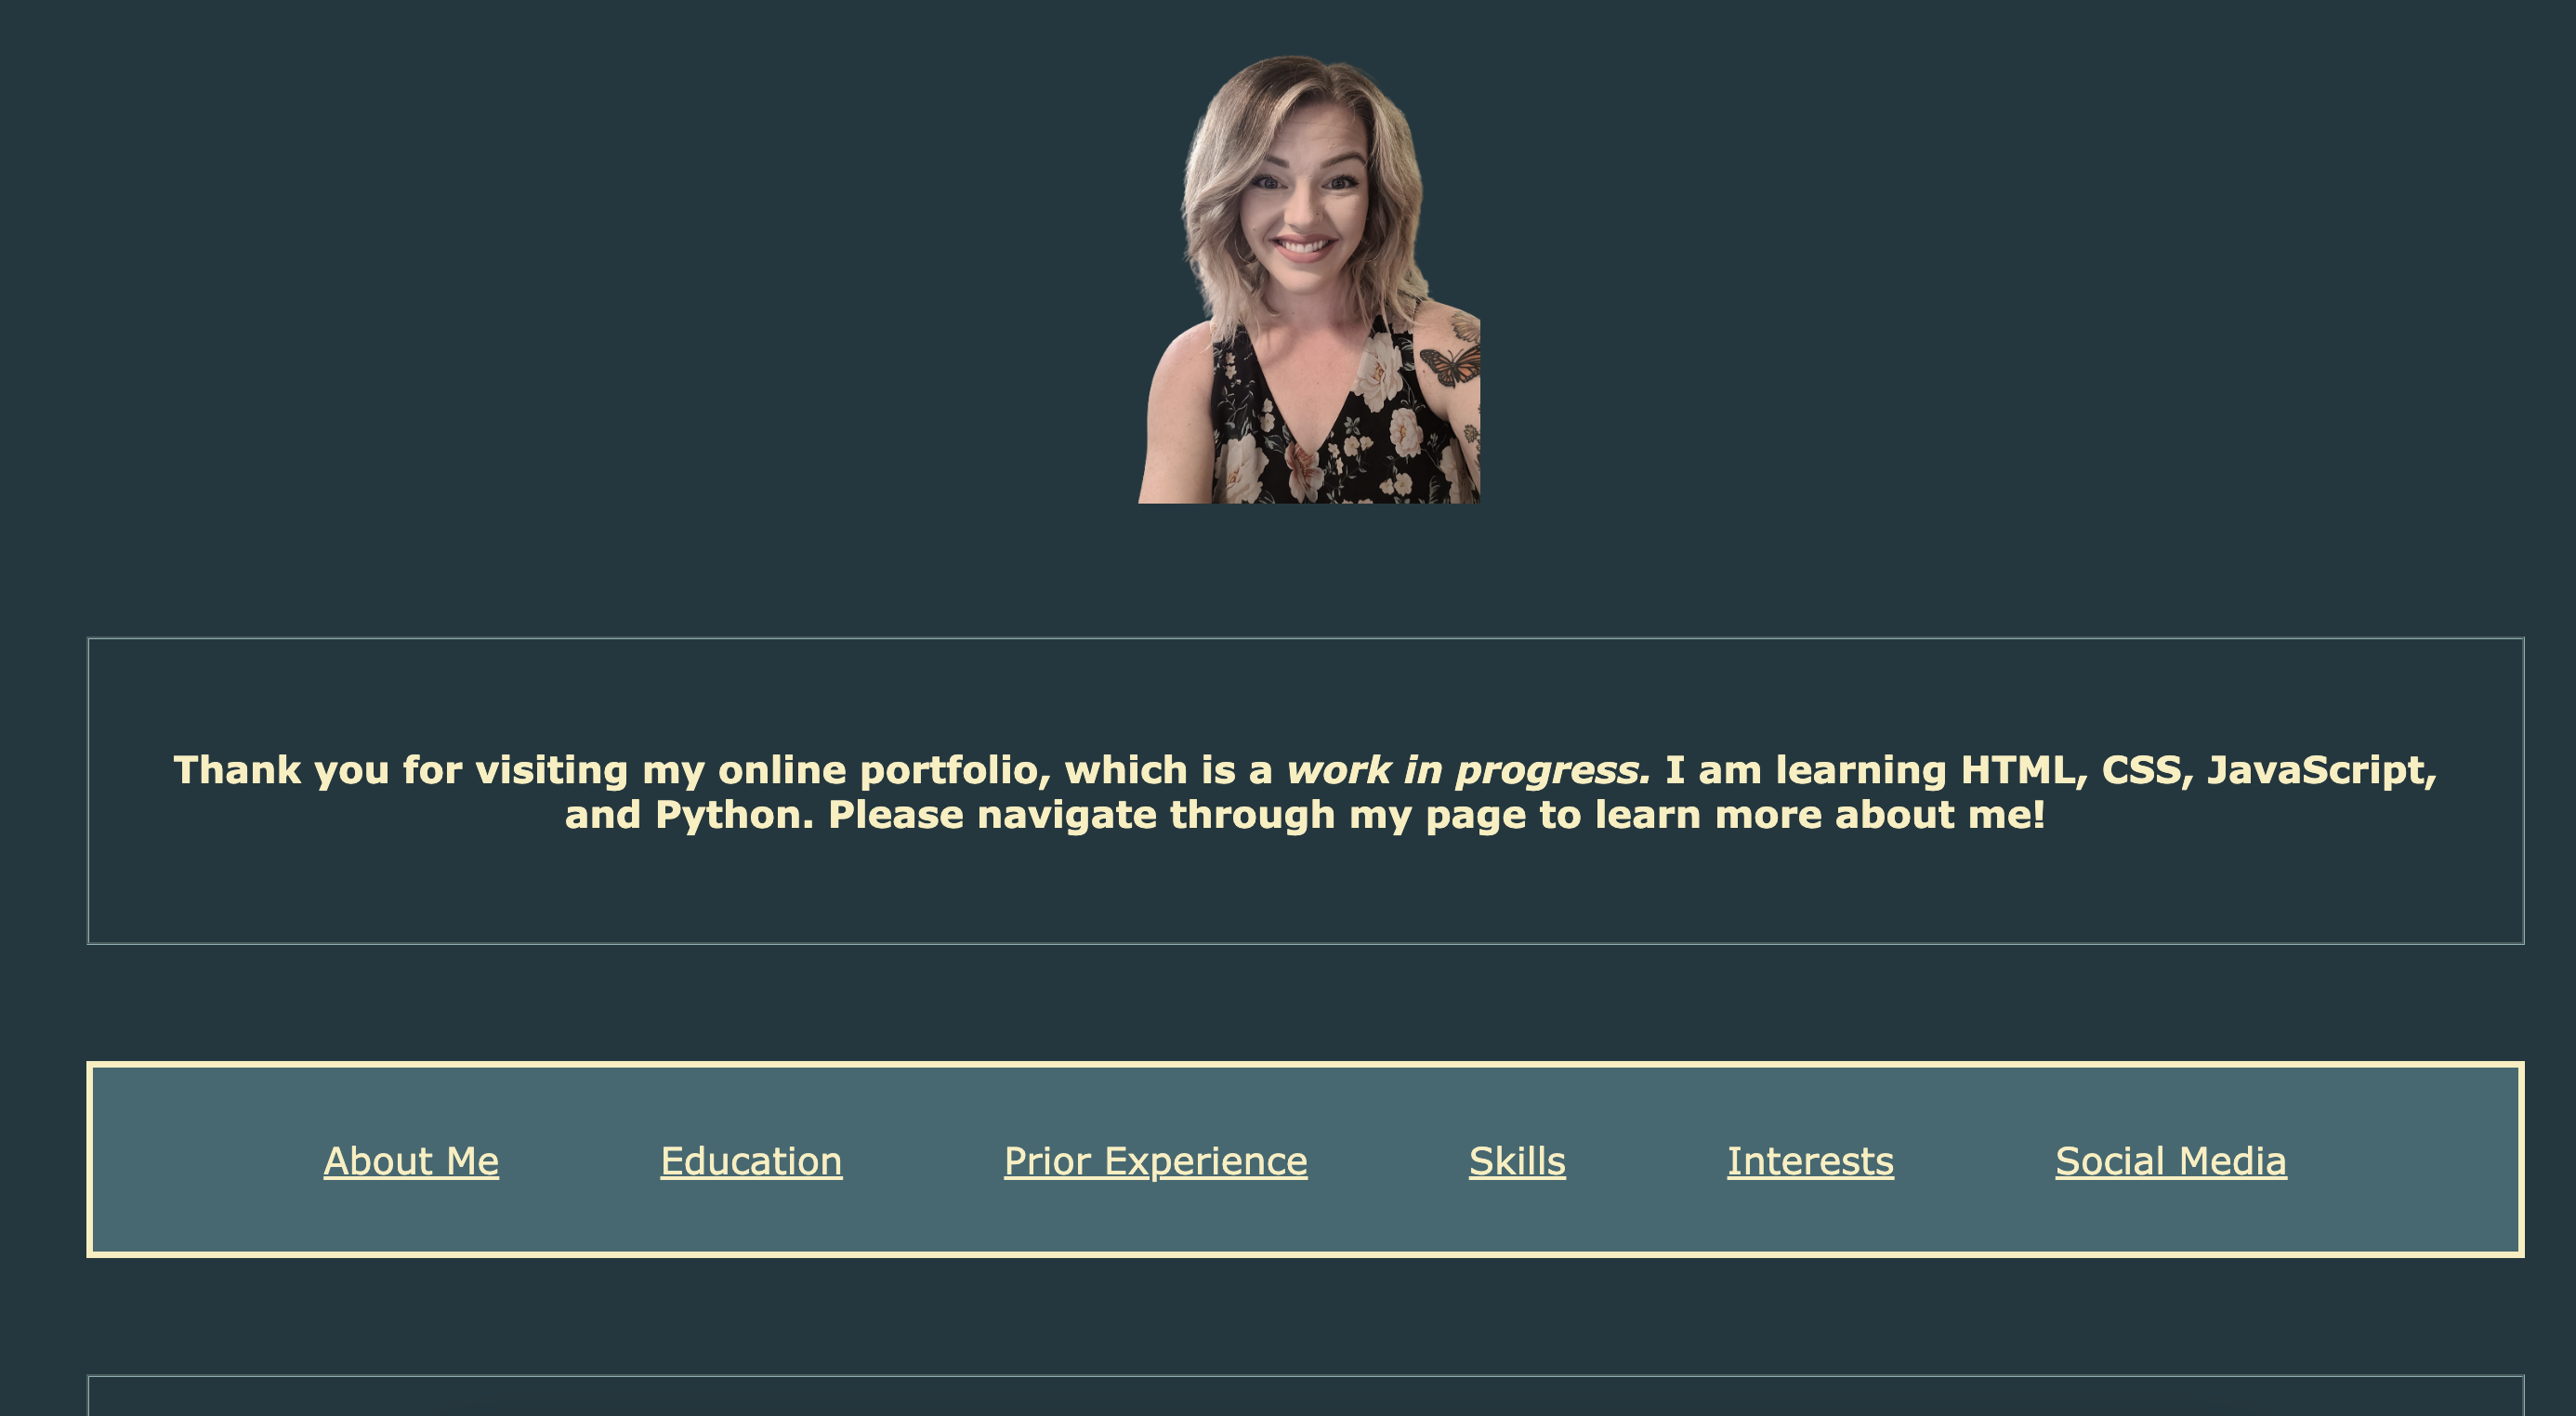 Thank you for visiting my online portfolio, which is a work in progress. I am learning HTML, CSS, JavaScript,
and Python. Please navigate through my page to learn more about me!
About Me Education Prior Experience Skills Interests Social Media